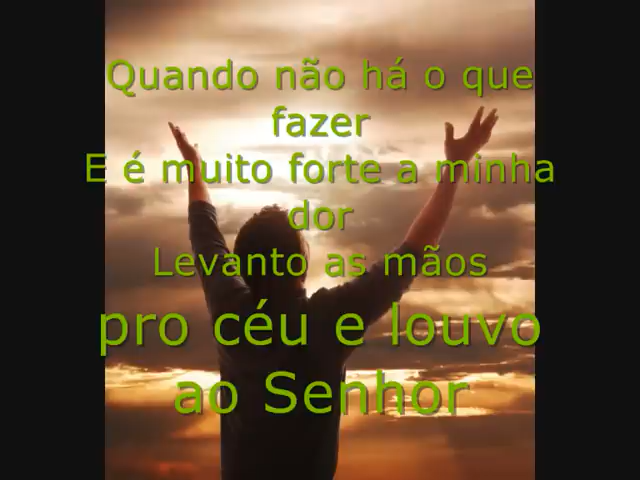 Quando não há o que
fazer
E é muito forte a minha
dor
Levanto as mãos
pro céu e louvo
ao Senhor